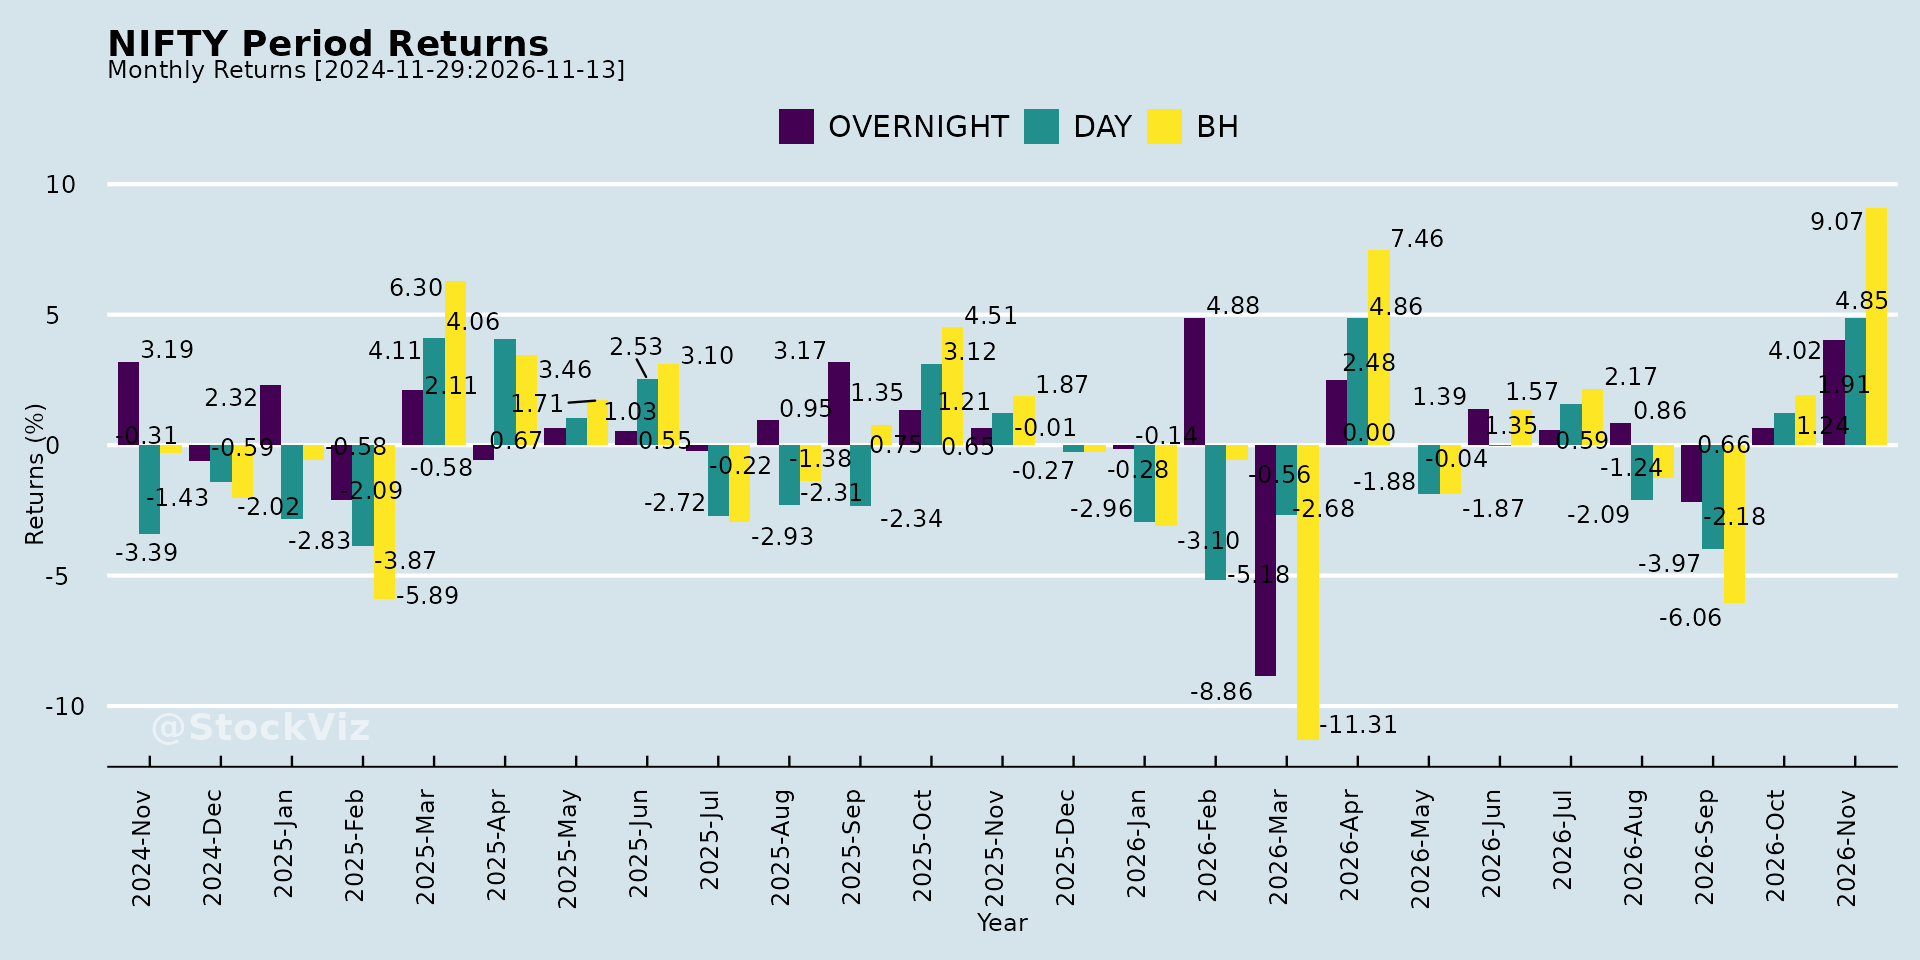 NIFTY Period Returns
Monthly Returns [2024-11-29:2026-11-13]
OVERNIGHT DAY BH
10
5
0
-5
-10
Returns (%)
3.19
-0.31
-3.39
-1.43
-0.59
2.32
-2.02
-2.83
-0.58
-2.09
-3.87
-5.89
4.11
6.30
2.11
4.06
-0.58
3.46
0.67
1.71
1.03
2.53
0.55
3.10
-0.22
-2.72
-2.93
0.95
-1.38
-2.31
3.17
-2.34
0.75
1.35
3.12
4.51
0.65
1.21
1.87
-0.01
-0.27
-0.14
-0.28
-2.96
-3.10
4.88
-5.18
-0.56
-8.86
-2.68
-11.31
2.48
4.86
7.46
0.00
-1.88
-1.87
1.39
-0.04
1.35
0.59
1.57
2.17
0.86
-2.09
-1.24
-2.18
-3.97
-6.06
0.66
1.24
1.91
4.02
4.85
9.07
@StockViz
2024-Nov
2024-Dec
2025-Jan
2025-Feb
2025-Mar
2025-Apr
2025-May
2025-Jun
2025-Jul
2025-Aug
2025-Sep
2025-Oct
2025-Nov
2025-Dec
2026-Jan
2026-Feb
2026-Mar
2026-Apr
2026-May
2026-Jun
2026-Jul
2026-Aug
2026-Sep
2026-Oct
2026-Nov
Year